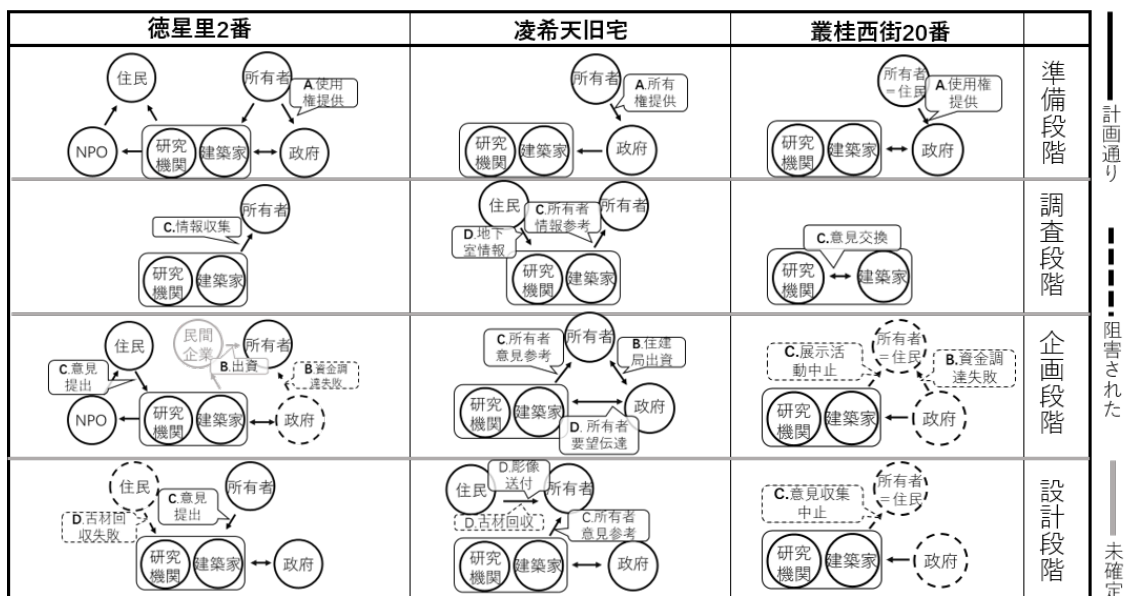 徳星里2番
凌希天旧宅
叢桂西街20番
住民
所有者
A.使用
権提供
NPO
研究
機関
建築家
政府
所有者
A.所有
権提供
研究
機関
建築家
政府
所有者
＝住民
A.使用権
提供
研究
機関
建築家
政府
準備段階
所有者
C.情報収集
研究
機関
建築家
住民
所有者
C.所有者
情報参考
D.地下
室情報
研究
機関
建築家
C.意見交換
研究
機関
建築家
調査段階
住民
民間
企業
所有者
C.意見
提出
B.出資
B.資金調
達失敗
NPO
研究
機関
建築家
政府
所有者
C.所有者
意見参考
B.住建
局出資
研究
機関
建築家
政府
D. 所有者
要望伝達
所有者
＝住民
C.展示活
動中止
B.資金調
達失敗
研究
機関
建築家
政府
企画段階
住民
所有者
C.意見
提出
D.古材回
収失敗
研究
機関
建築家
政府
住民
D.彫像
送付
所有者
D.古材回収
C.所有者
意見参考
研究
機関
建築家
政府
所有者
＝住民
C.意見収集
中止
研究
機関
建築家
政府
設計段階
計画通り
阻害された
未確定